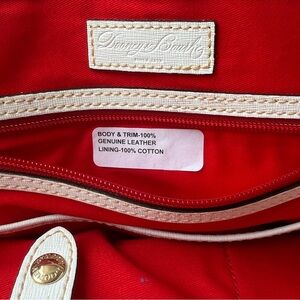 Dooney & Bourke
BODY & TRIM-100%
GENUINE LEATHER
LINING-100% COTTON